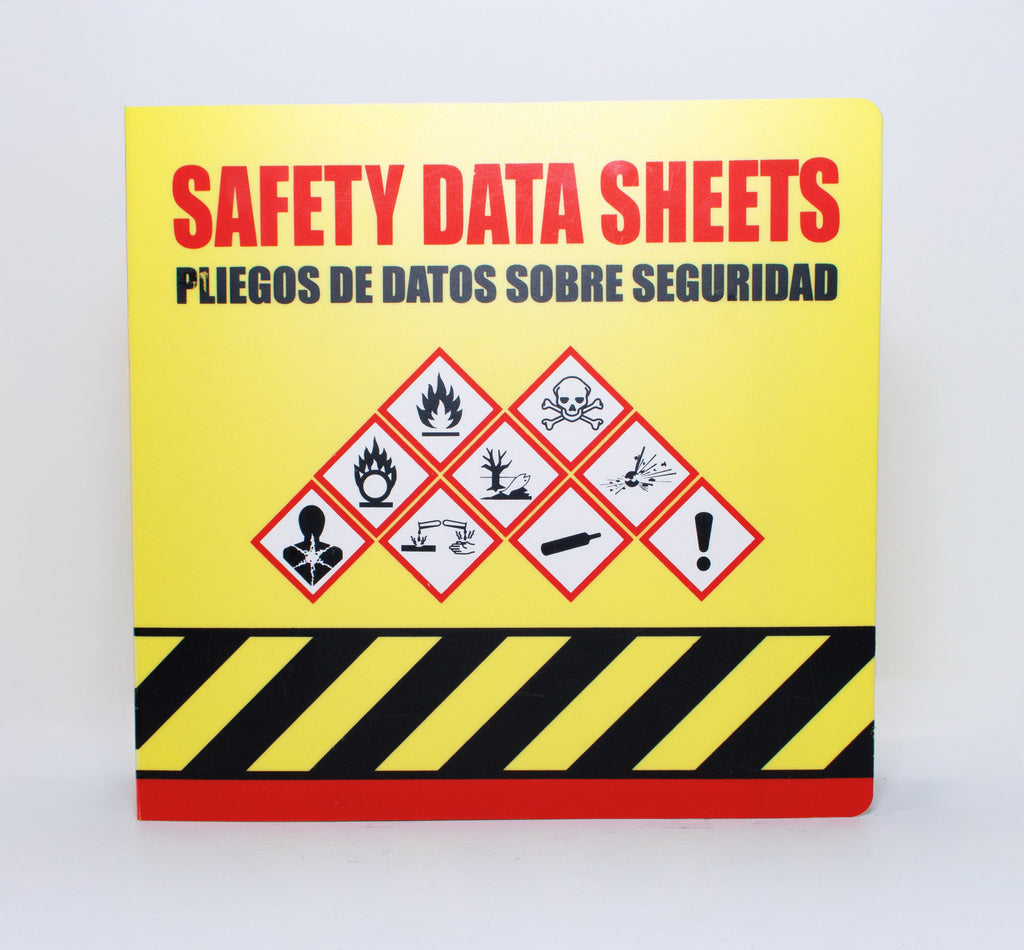 SAFETY DATA SHEETS
PLIEGOS DE DATOS SOBRE SEGURIDAD